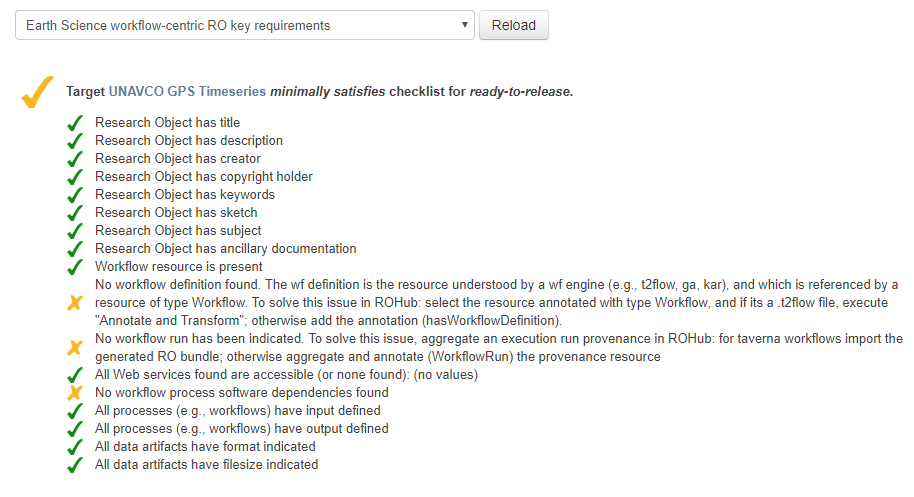 Earth Science workflow-centric RO key requirements
Reload
Target UNAVCO GPS Timeseries minimally satisfies checklist for ready-to-release.
Research Object has title
Research Object has description
Research Object has creator
Research Object has copyright holder
Research Object has keywords
Research Object has sketch
Research Object has subject
Research Object has ancillary documentation
Workflow resource is present
No workflow definition found. The wf definition is the resource understood by a wf engine (e.g., t2flow, ga, kar), and which is referenced by a
resource of type Workflow. To solve this issue in ROHub: select the resource annotated with type Workflow, and if its a .t2flow file, execute
"Annotate and Transform"; otherwise add the annotation (hasWorkflowDefinition).
No workflow run has been indicated. To solve this issue, aggregate an execution run provenance in ROHub: for taverna workflows import the
generated RO bundle; otherwise aggregate and annotate (WorkflowRun) the provenance resource
All Web services found are accessible (or none found): (no values)
No workflow process software dependencies found
All processes (e.g., workflows) have input defined
All processes (e.g., workflows) have output defined
All data artifacts have format indicated
All data artifacts have filesize indicated